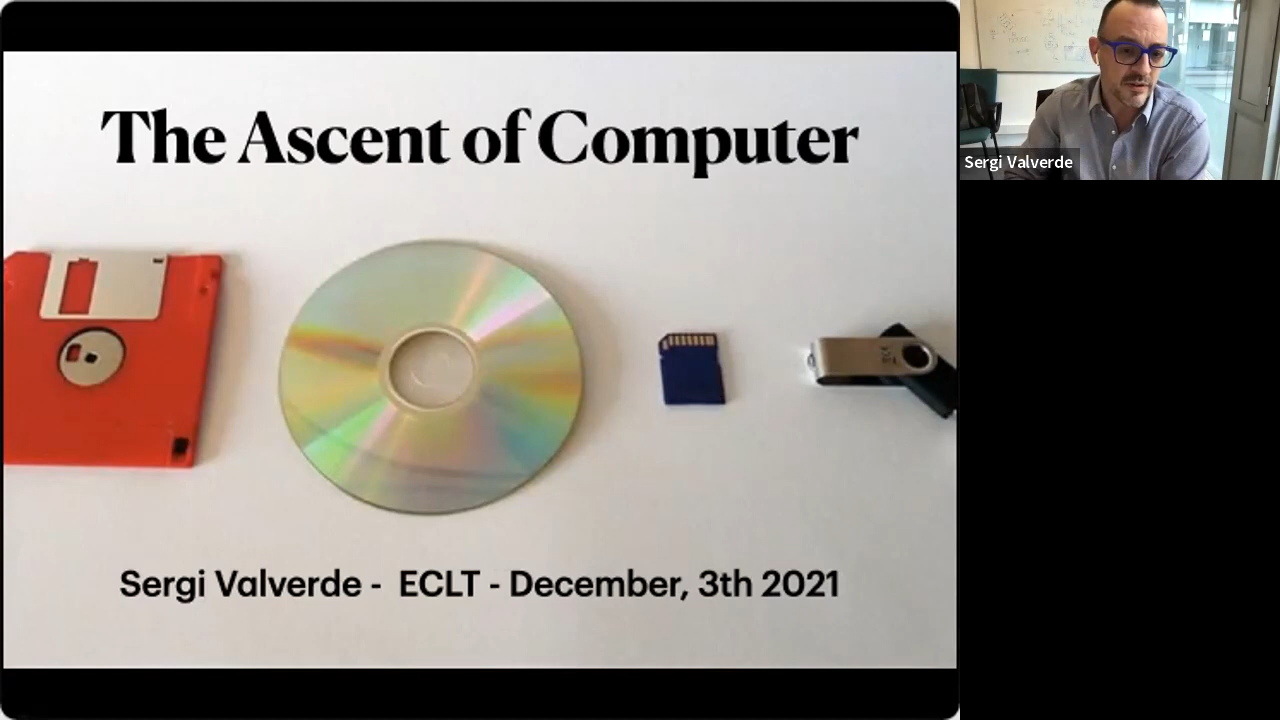 The Ascent of Computer
Sergi Valverde
Sergi Valverde - ECLT - December, 3th 2021